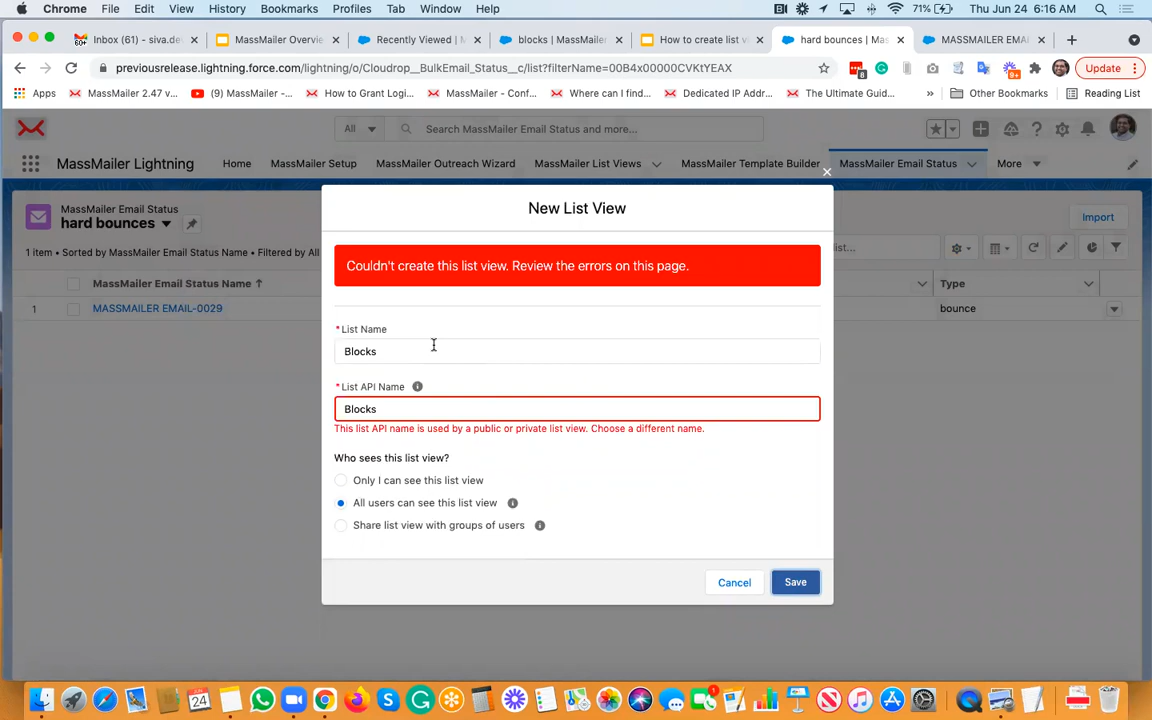 Chrome File Edit View History Bookmarks Profiles Tab Window Help 71% Thu Jun 24 6:16 AM
60+ Inbox (61) - siva.de MassMailer Overvie Recently Viewed | M blocks | MassMailer How to create list v hard bounces | Mas MASSMAILER EMA
previousrelease.lightning.force.com/lightning/o/Cloudrop__BulkEmail_Status__c/list?filterName=00B4x00000CVKtYEAX 8 9+ Update
Apps MassMailer 2.47 v... (9) MassMailer -... How to Grant Logi... MassMailer - Conf... Where can I find... Dedicated IP Addr... The Ultimate Guid... » Other Bookmarks Reading List
All Search MassMailer Email Status and more...
MassMailer Lightning Home MassMailer Setup MassMailer Outreach Wizard MassMailer List Views MassMailer Template Builder MassMailer Email Status More
New List View
MassMailer Email Status
hard bounces
Import
1 item • Sorted by MassMailer Email Status Name • Filtered by All
list...
Couldn't create this list view. Review the errors on this page.
MassMailer Email Status Name ↑ Type
1 MASSMAILER EMAIL-0029 bounce
* List Name
Blocks
* List API Name
Blocks
This list API name is used by a public or private list view. Choose a different name.
Who sees this list view?
Only I can see this list view
All users can see this list view
Share list view with groups of users
Cancel Save
24 1